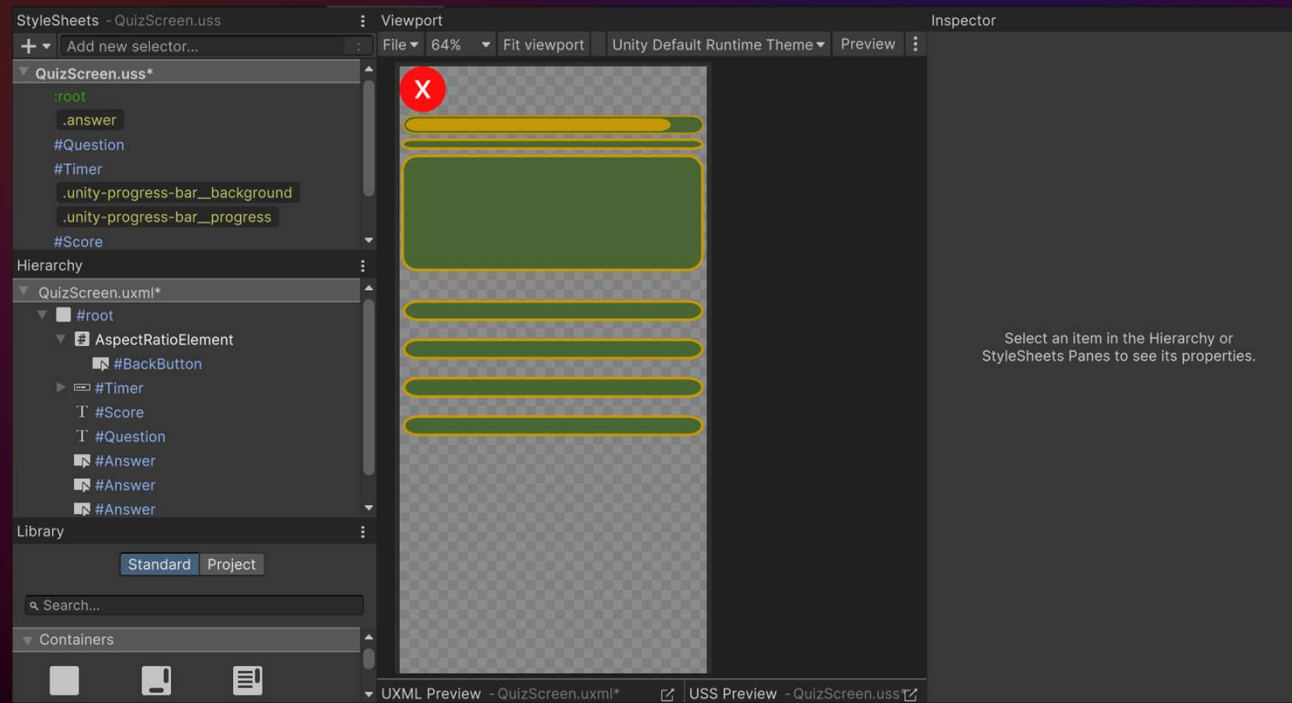 StyleSheets - QuizScreen.uss
Add new selector...
QuizScreen.uss*
:root
.answer
#Question
#Timer
.unity-progress-bar__background
.unity-progress-bar__progress
#Score
Hierarchy
QuizScreen.uxml*
#root
# AspectRatioElement
#BackButton
#Timer
T #Score
T #Question
#Answer
#Answer
#Answer
Library
Standard Project
Search...
Containers
Viewport
File 64% Fit viewport Unity Default Runtime Theme Preview
X
UXML Preview - QuizScreen.uxml* USS Preview - QuizScreen.uss*
Inspector
Select an item in the Hierarchy or
StyleSheets Panes to see its properties.